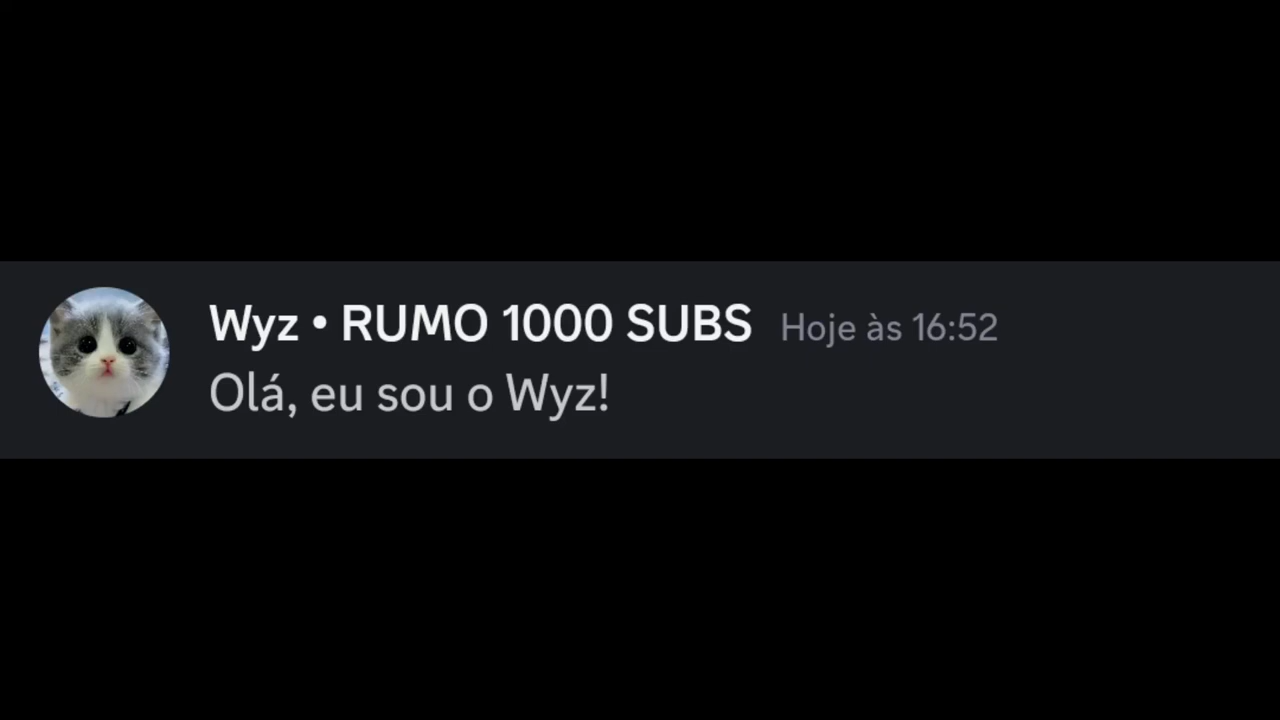 Wyz • RUMO 1000 SUBS Hoje às 16:52
Olá, eu sou o Wyz!